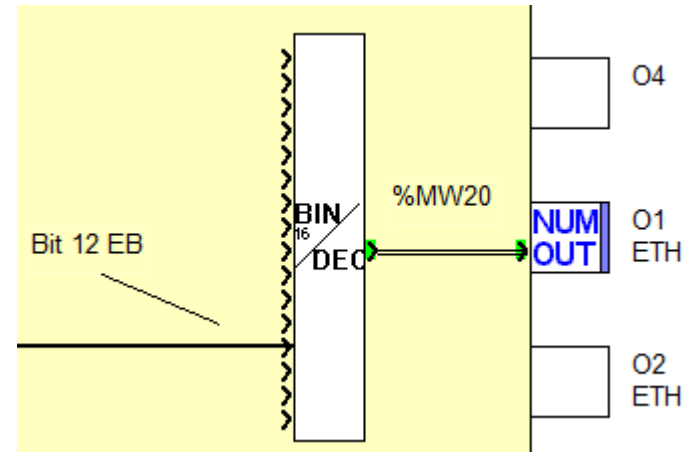 O4
%MW20
BIN
16
DEC
NUM
OUT
O1
ETH
Bit 12 EB
O2
ETH